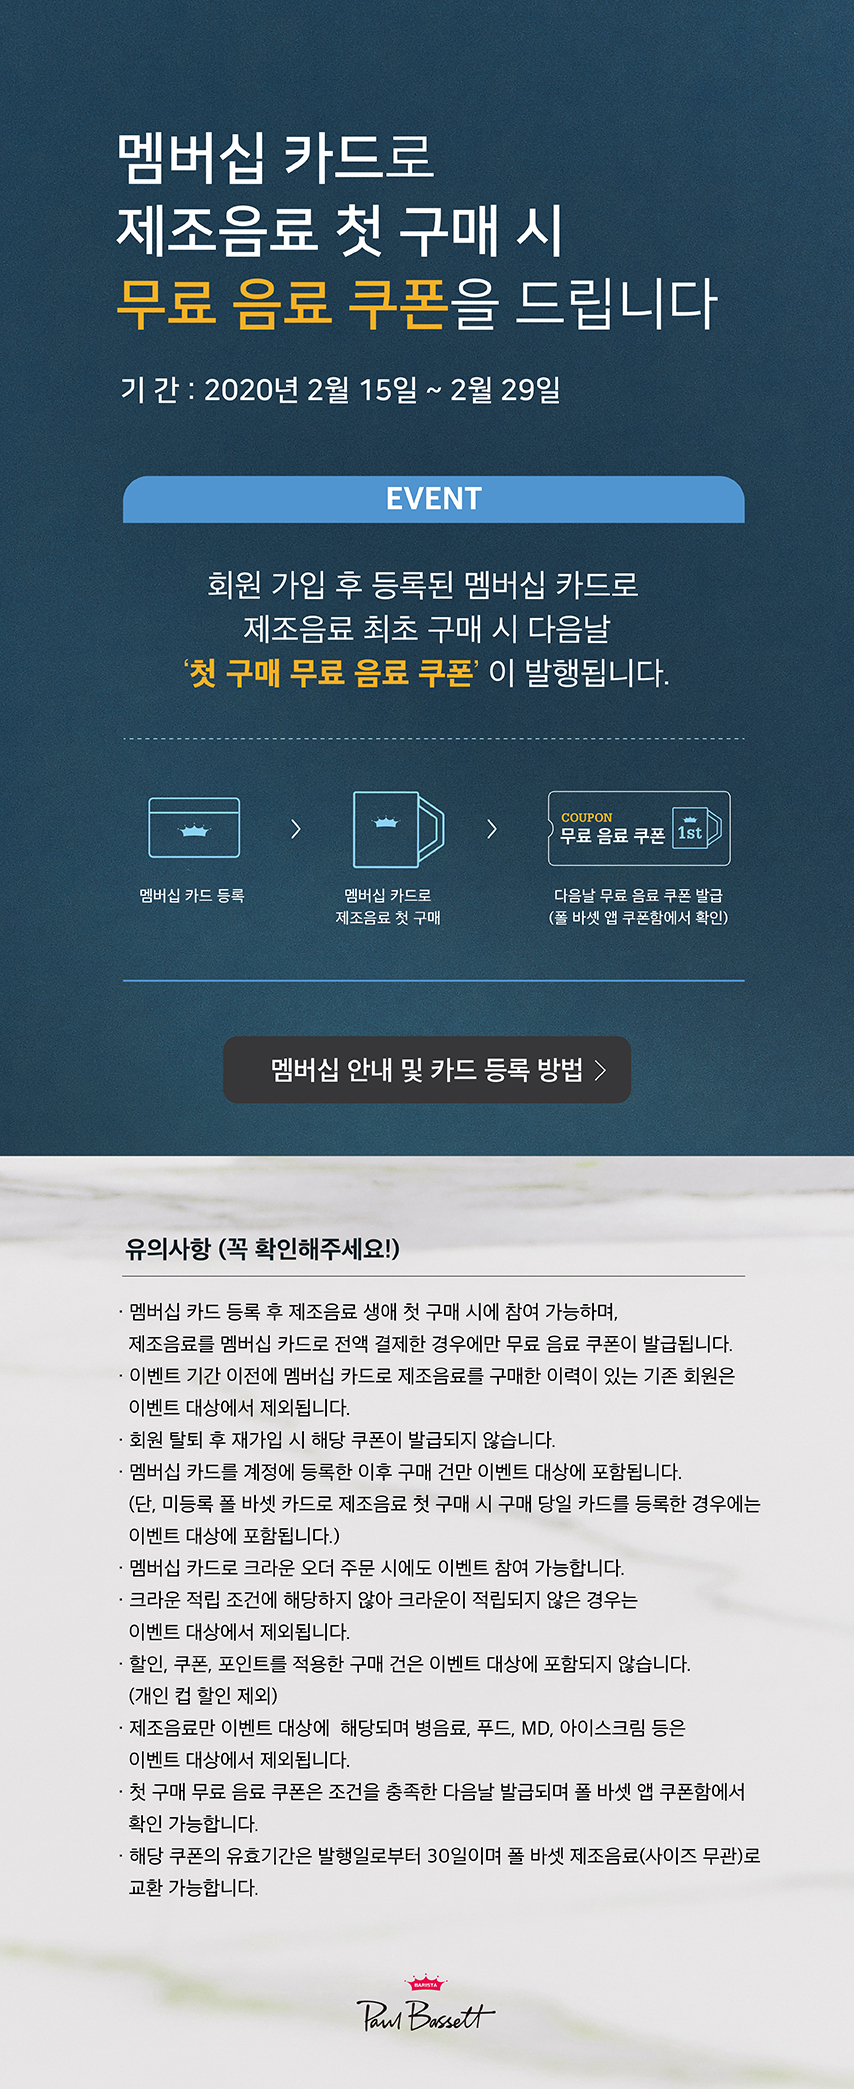 멤버십 카드로
제조음료 첫 구매 시
무료 음료 쿠폰을 드립니다
기 간 : 2020년 2월 15일 ~ 2월 29일
EVENT
회원 가입 후 등록된 멤버십 카드로
제조음료 최초 구매 시 다음날
‘첫 구매 무료 음료 쿠폰’ 이 발행됩니다.
COUPON
무료 음료 쿠폰
1st
멤버십 카드 등록
멤버십 카드로
제조음료 첫 구매
다음날 무료 음료 쿠폰 발급
(폴 바셋 앱 쿠폰함에서 확인)
멤버십 안내 및 카드 등록 방법 >
유의사항 (꼭 확인해주세요!)
· 멤버십 카드 등록 후 제조음료 생애 첫 구매 시에 참여 가능하며,
제조음료를 멤버십 카드로 전액 결제한 경우에만 무료 음료 쿠폰이 발급됩니다.
· 이벤트 기간 이전에 멤버십 카드로 제조음료를 구매한 이력이 있는 기존 회원은
이벤트 대상에서 제외됩니다.
· 회원 탈퇴 후 재가입 시 해당 쿠폰이 발급되지 않습니다.
· 멤버십 카드를 계정에 등록한 이후 구매 건만 이벤트 대상에 포함됩니다.
(단, 미등록 폴 바셋 카드로 제조음료 첫 구매 시 구매 당일 카드를 등록한 경우에는
이벤트 대상에 포함됩니다.)
· 멤버십 카드로 크라운 오더 주문 시에도 이벤트 참여 가능합니다.
· 크라운 적립 조건에 해당하지 않아 크라운이 적립되지 않은 경우는
이벤트 대상에서 제외됩니다.
· 할인, 쿠폰, 포인트를 적용한 구매 건은 이벤트 대상에 포함되지 않습니다.
(개인 컵 할인 제외)
· 제조음료만 이벤트 대상에 해당되며 병음료, 푸드, MD, 아이스크림 등은
이벤트 대상에서 제외됩니다.
· 첫 구매 무료 음료 쿠폰은 조건을 충족한 다음날 발급되며 폴 바셋 앱 쿠폰함에서
확인 가능합니다.
· 해당 쿠폰의 유효기간은 발행일로부터 30일이며 폴 바셋 제조음료(사이즈 무관)로
교환 가능합니다.
BARISTA
Paul Bassett